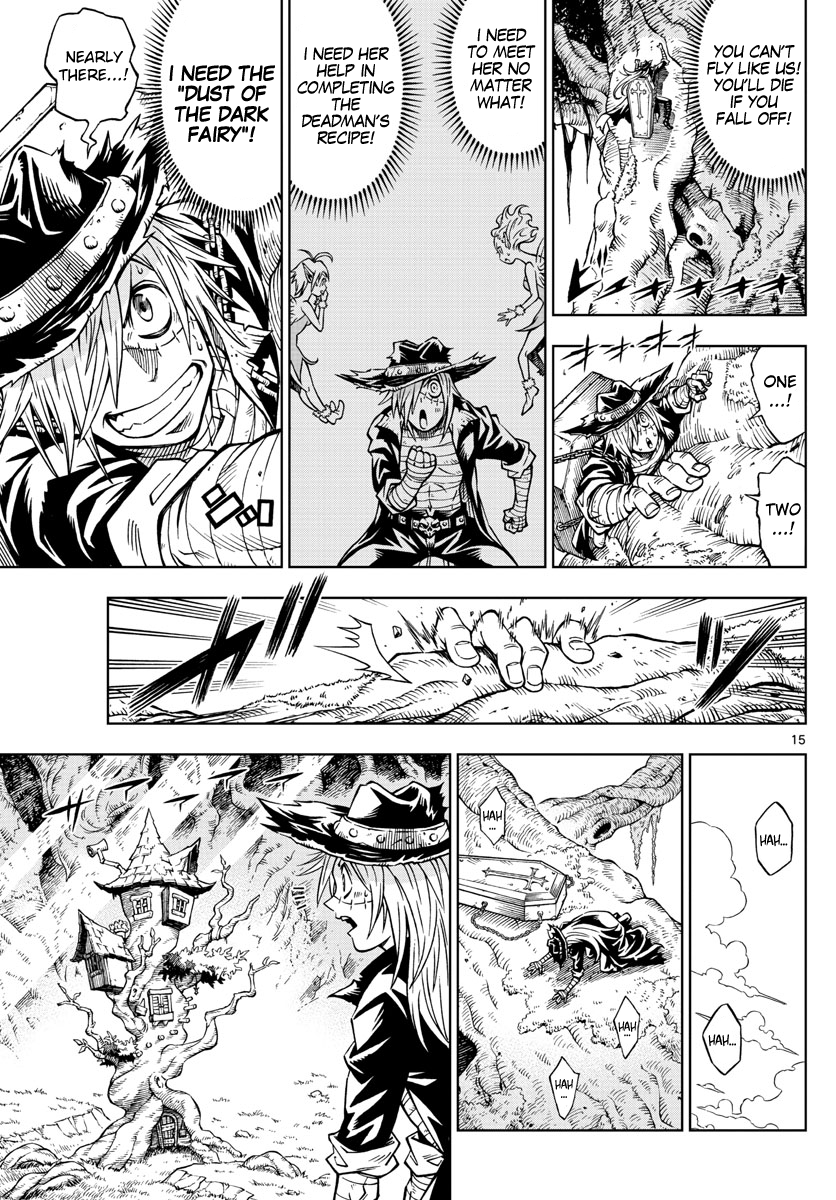 YOU CAN'T
FLY LIKE US!
YOU'LL DIE
IF YOU
FALL OFF!
I NEED
TO MEET
HER NO
MATTER
WHAT!
I NEED HER
HELP IN
COMPLETING
THE
DEADMAN'S
RECIPE!
I NEED THE
"DUST OF
THE DARK
FAIRY"!
NEARLY
THERE...!
ONE
...!
TWO
...!
15
HAH...
HAH...
HAH
...
HAH
...
HAH
...
HAH
...